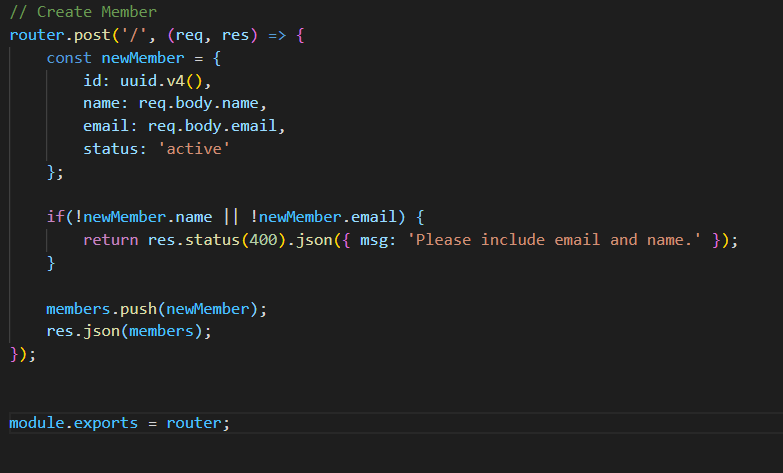 // Create Member
router.post('/', (req, res) => {
    const newMember = {
        id: uuid.v4(),
        name: req.body.name,
        email: req.body.email,
        status: 'active'
    };
    if(!newMember.name || !newMember.email) {
        return res.status(400).json({ msg: 'Please include email and name.' });
    }
    members.push(newMember);
    res.json(members);
});
module.exports = router;